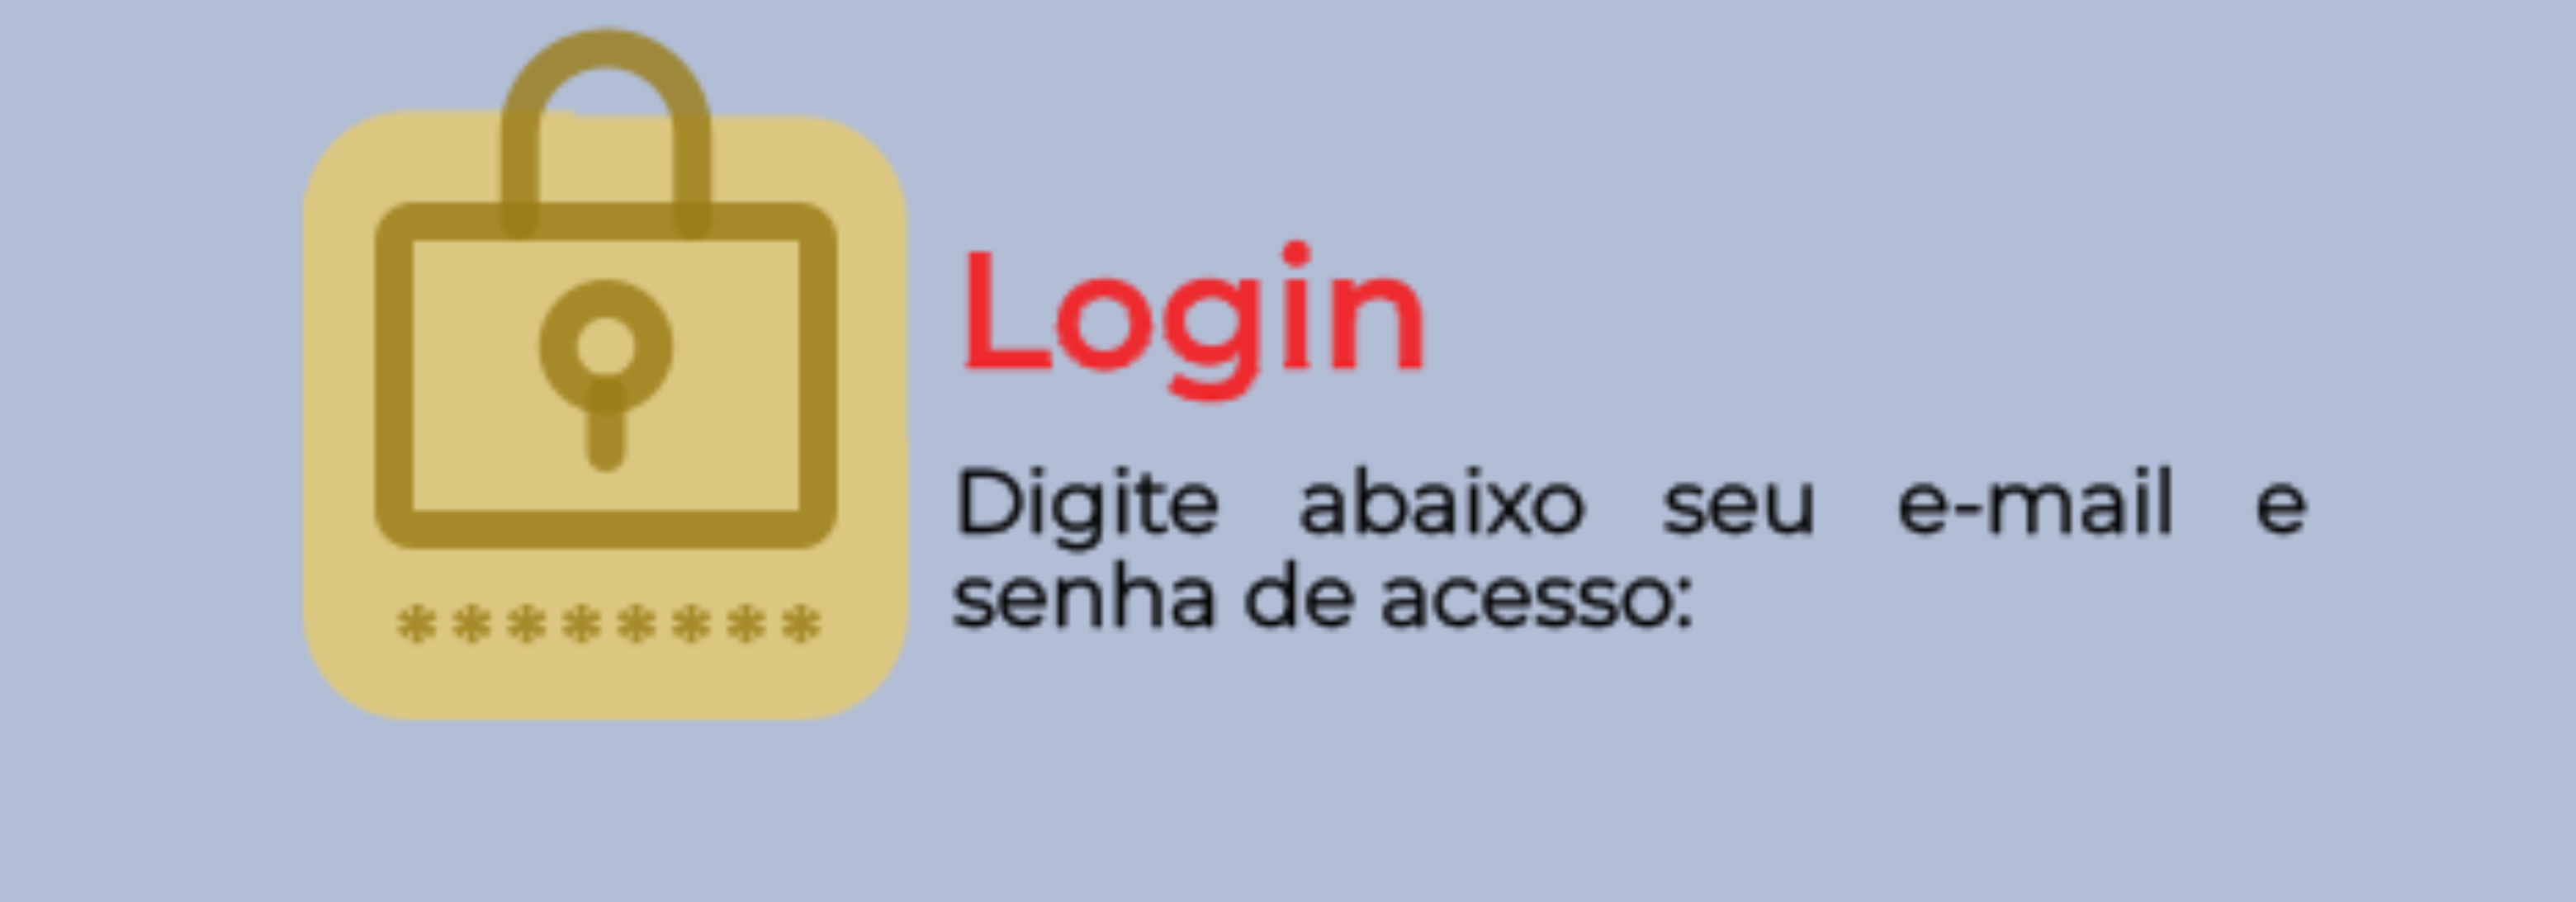 Login
Digite abaixo seu e-mail e
senha de acesso:
********